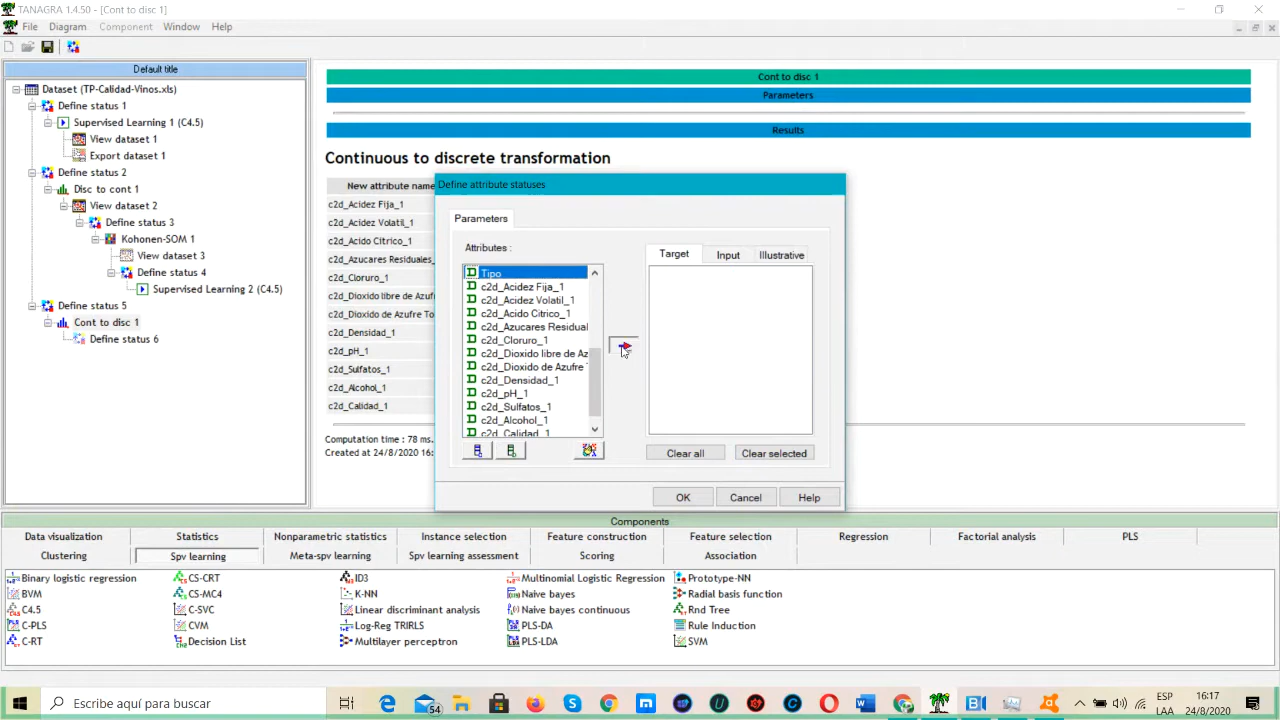 TANAGRA 1.4.50 - [Cont to disc 1]
File Diagram Component Window Help
Default title
Dataset (TP-Calidad-Vinos.xls)
Define status 1
Supervised Learning 1 (C4.5)
View dataset 1
Export dataset 1
Define status 2
Disc to cont 1
View dataset 2
Define status 3
Kohonen-SOM 1
View dataset 3
Define status 4
Supervised Learning 2 (C4.5)
Define status 5
Cont to disc 1
Define status 6
Cont to disc 1
Parameters
Results
Continuous to discrete transformation
New attribute name
c2d_Acidez Fija_1
c2d_Acidez Volatil_1
c2d_Acido Citrico_1
c2d_Azucares Residuales_
c2d_Cloruro_1
c2d_Dioxido libre de Azufr
c2d_Dioxido de Azufre To
c2d_Densidad_1
c2d_pH_1
c2d_Sulfatos_1
c2d_Alcohol_1
c2d_Calidad_1
Computation time : 78 ms.
Created at 24/8/2020
Define attribute statuses
Parameters
Attributes :
Tipo
c2d_Acidez Fija_1
c2d_Acidez Volatil_1
c2d_Acido Citrico_1
c2d_Azucares Residual
c2d_Cloruro_1
c2d_Dioxido libre de Az
c2d_Dioxido de Azufre
c2d_Densidad_1
c2d_pH_1
c2d_Sulfatos_1
c2d_Alcohol_1
c2d_Calidad_1
Target Input Illustrative
Clear all Clear selected
OK Cancel Help
Components
Data visualization Statistics Nonparametric statistics Instance selection Feature construction Feature selection Regression Factorial analysis PLS
Clustering Spv learning Meta-spv learning Spv learning assessment Scoring Association
Binary logistic regression CS-CRT ID3 Multinomial Logistic Regression Prototype-NN
BVM CS-MC4 K-NN Naive bayes Radial basis function
C4.5 C-SVC Linear discriminant analysis Naive bayes continuous Rnd Tree
C-PLS CVM Log-Reg TRIRLS PLS-DA Rule Induction
C-RT Decision List Multilayer perceptron PLS-LDA SVM
Escribe aquí para buscar
54
ESP
LAA
16:17
24/8/2020